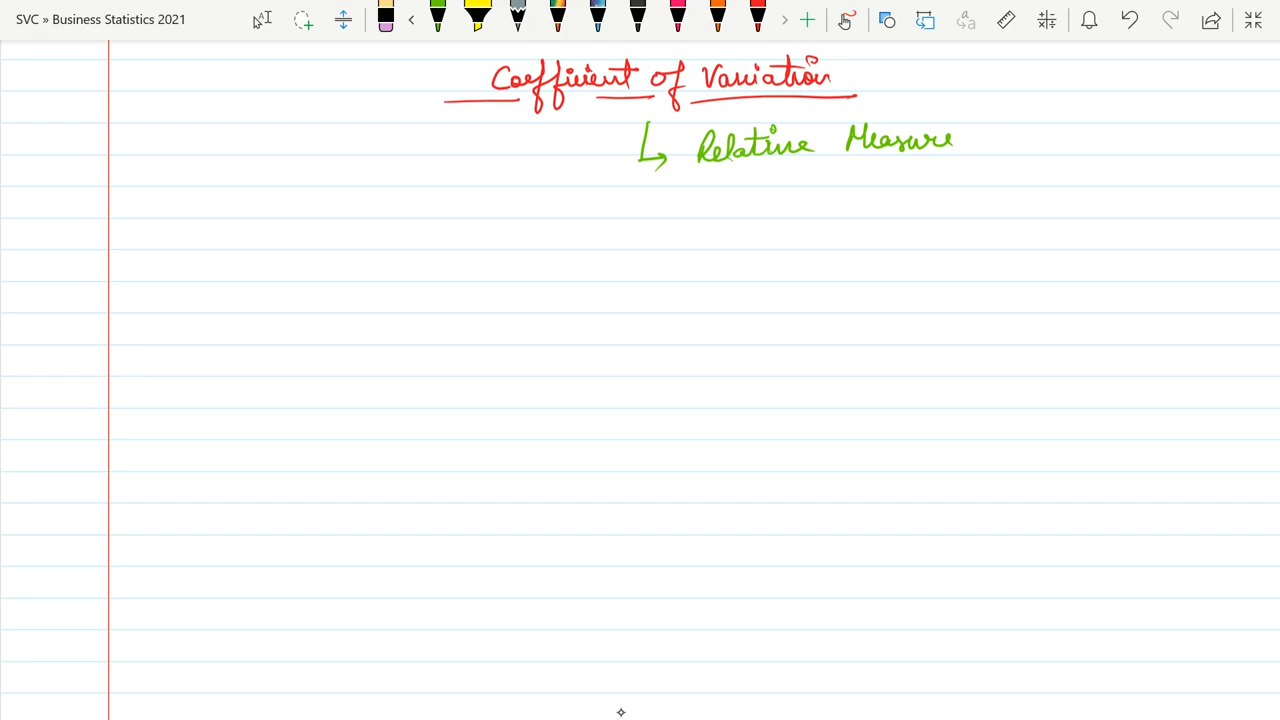 SVC » Business Statistics 2021
Coefficient of Variation
Relative Measure